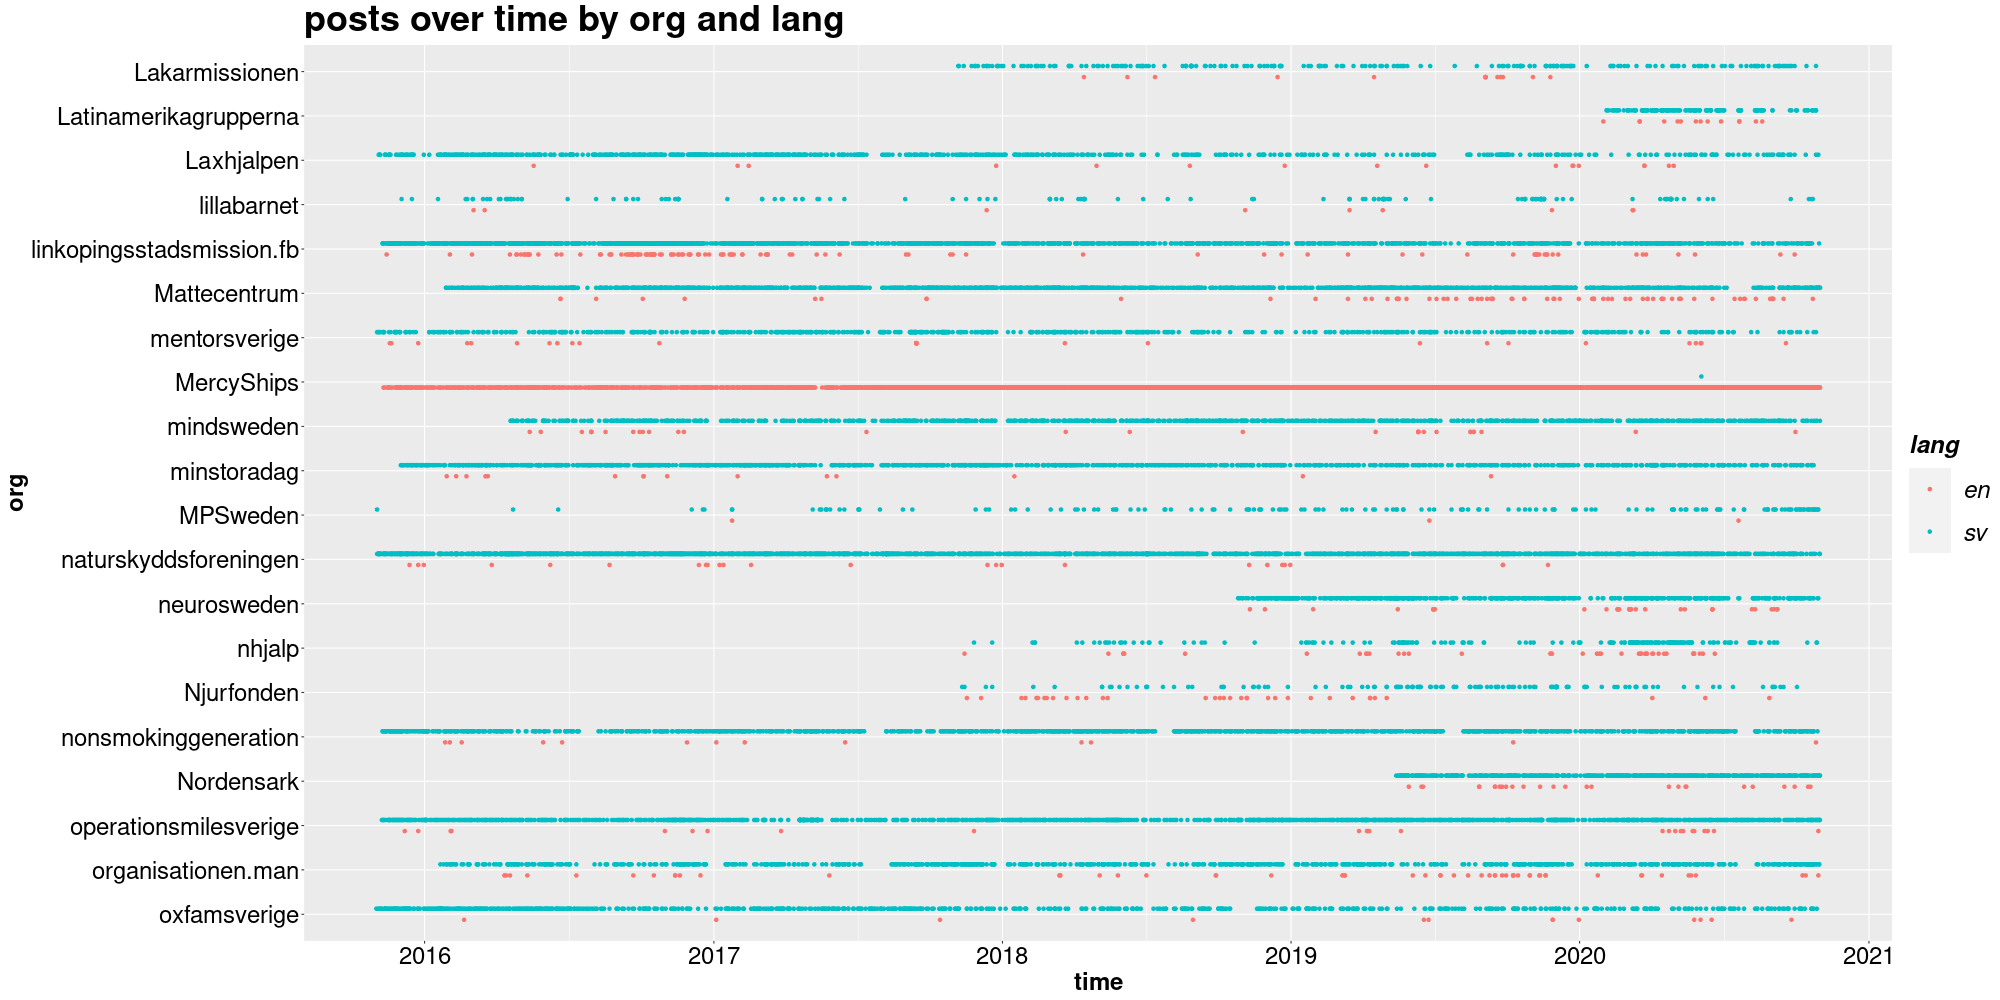 posts over time by org and lang
Lakarmissionen
Latinamerikagrupperna
Laxhjalpen
lillabarnet
linkopingsstadsmission.fb
Mattecentrum
mentorsverige
MercyShips
mindsweden
minstoradag
MPSweden
naturskyddsforeningen
neurosweden
nhjalp
Njurfonden
nonsmokinggeneration
Nordensark
operationsmilesverige
organisationen.man
oxfamsverige
org
2016 2017 2018 2019 2020 2021
time
lang
en
sv